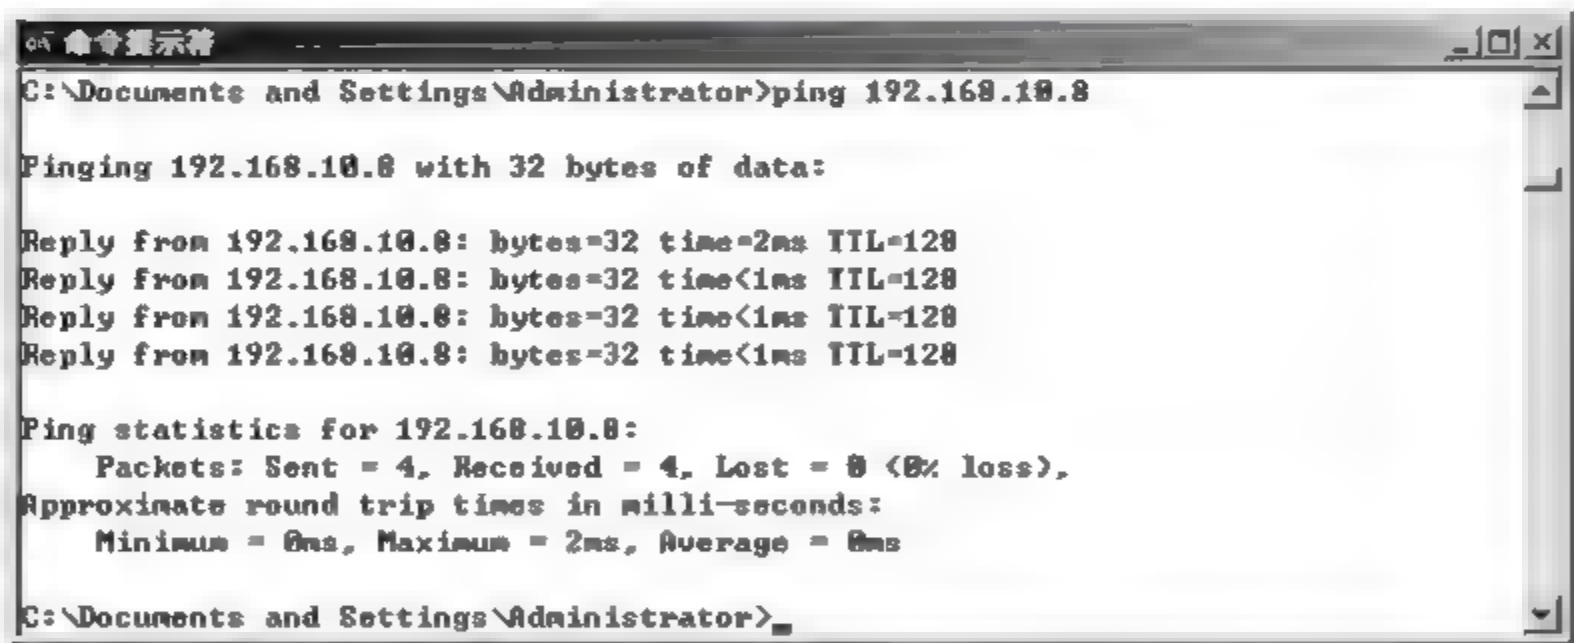 命令提示符
C:\Documents and Settings\Administrator>ping 192.168.10.8
Pinging 192.168.10.8 with 32 bytes of data:
Reply from 192.168.10.8: bytes=32 time=2ms TTL=128
Reply from 192.168.10.8: bytes=32 time<1ms TTL=128
Reply from 192.168.10.8: bytes=32 time<1ms TTL=128
Reply from 192.168.10.8: bytes=32 time<1ms TTL=128
Ping statistics for 192.168.10.8:
Packets: Sent = 4, Received = 4, Lost = 0 (0% loss),
Approximate round trip times in milli-seconds:
Minimum = 0ms, Maximum = 2ms, Average = 0ms
C:\Documents and Settings\Administrator>_